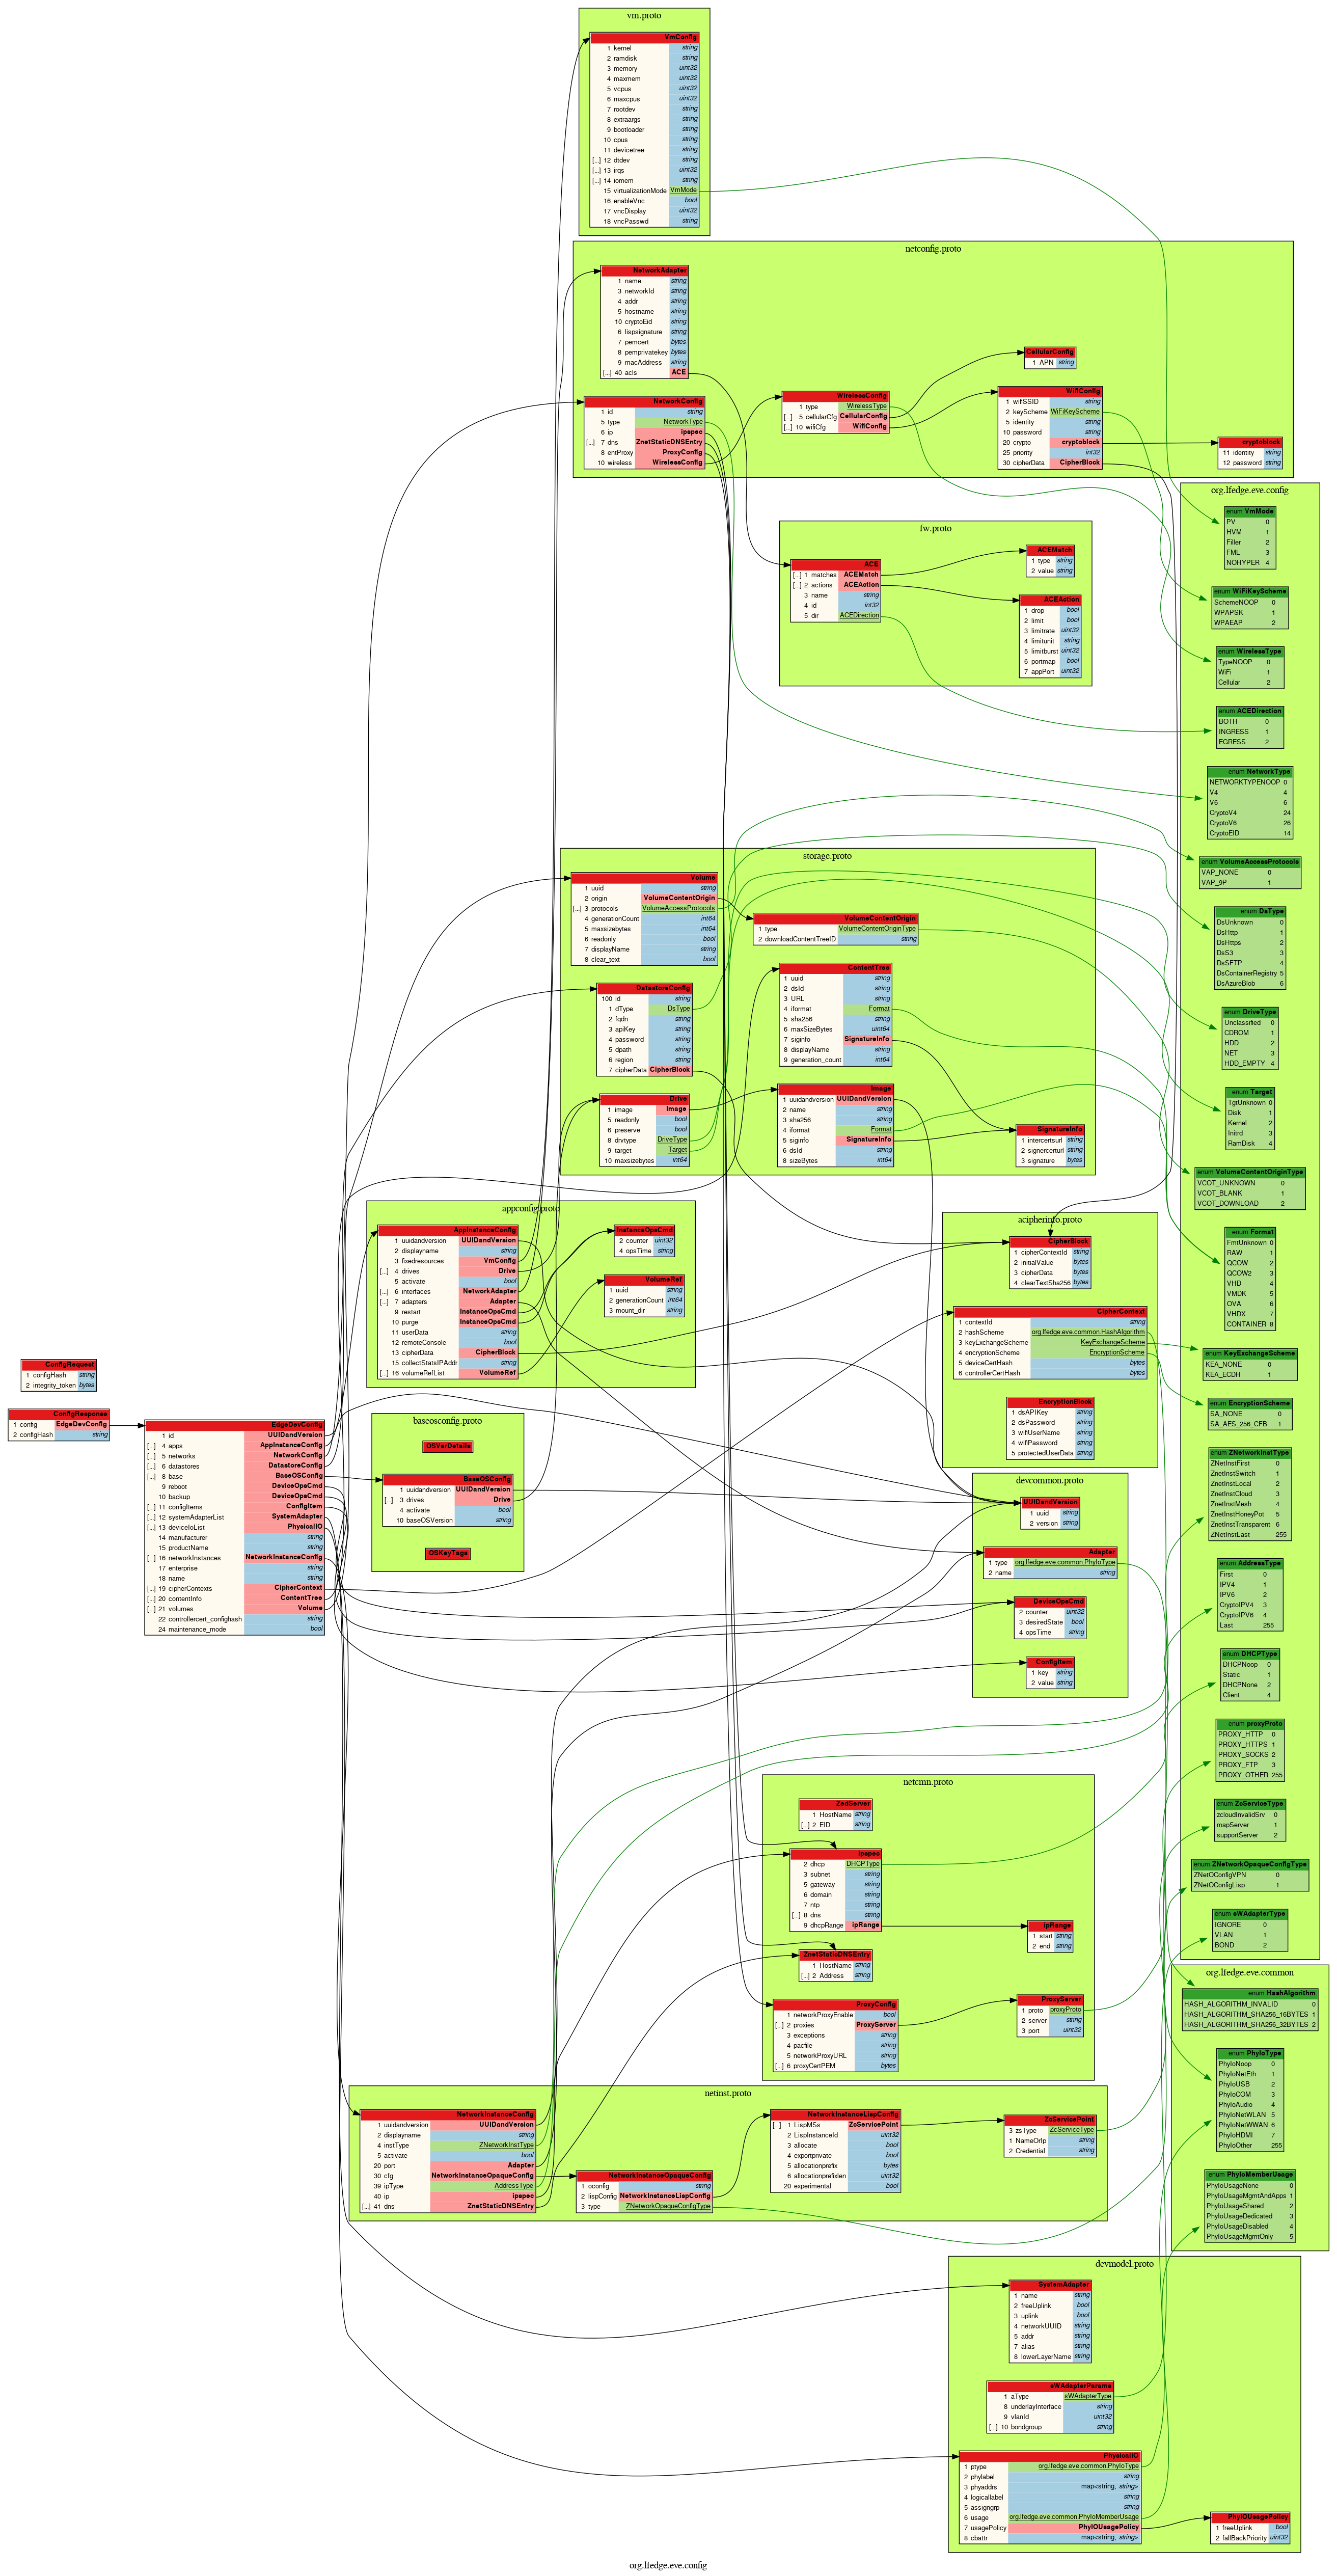 vm.proto
VmConfig
1 kernel string
2 ramdisk string
3 memory uint32
4 maxmem uint32
5 vcpus uint32
6 maxcpus uint32
7 rootdev string
8 extraargs string
9 bootloader string
10 cpus string
11 devicetree string
[...] 12 dtdev string
[...] 13 irqs uint32
[...] 14 iomem string
15 virtualizationMode VmMode
16 enableVnc bool
17 vncDisplay uint32
18 vncPasswd string
netconfig.proto
NetworkAdapter
1 name string
3 networkId string
4 addr string
5 hostname string
10 cryptoEid string
6 lispsignature string
7 pemcert bytes
8 pemprivatekey bytes
9 macAddress string
[...] 40 acls ACE
NetworkConfig
1 id string
5 type NetworkType
6 ip ipspec
[...] 7 dns ZnetStaticDNSEntry
8 entProxy ProxyConfig
10 wireless WirelessConfig
WirelessConfig
1 type WirelessType
[...] 5 cellularCfg CellularConfig
[...] 10 wifiCfg WifiConfig
CellularConfig
1 APN string
WifiConfig
1 wifiSSID string
2 keyScheme WiFiKeyScheme
5 identity string
10 password string
20 crypto cryptoblock
25 priority int32
30 cipherData CipherBlock
cryptoblock
11 identity string
12 password string
fw.proto
ACE
[...] 1 matches ACEMatch
[...] 2 actions ACEAction
3 name string
4 id int32
5 dir ACEDirection
ACEMatch
1 type string
2 value string
ACEAction
1 drop bool
2 limit bool
3 limitrate uint32
4 limitunit string
5 limitburst uint32
6 portmap bool
7 appPort uint32
storage.proto
Volume
1 uuid string
2 origin VolumeContentOrigin
[...] 3 protocols VolumeAccessProtocols
4 generationCount int64
5 maxsizebytes int64
6 readonly bool
7 displayName string
8 clear_text bool
VolumeContentOrigin
1 type VolumeContentOriginType
2 downloadContentTreeID string
DatastoreConfig
100 id string
1 dType DsType
2 fqdn string
3 apiKey string
4 password string
5 dpath string
6 region string
7 cipherData CipherBlock
ContentTree
1 uuid string
2 dsId string
3 URL string
4 iformat Format
5 sha256 string
6 maxSizeBytes uint64
7 siginfo SignatureInfo
8 displayName string
9 generation_count int64
Drive
1 image Image
5 readonly bool
6 preserve bool
8 drvtype DriveType
9 target Target
10 maxsizebytes int64
Image
1 uuidandversion UUIDandVersion
2 name string
3 sha256 string
4 iformat Format
5 siginfo SignatureInfo
6 dsId string
8 sizeBytes int64
SignatureInfo
1 intercertsurl string
2 signercerturl string
3 signature bytes
appconfig.proto
AppInstanceConfig
1 uuidandversion UUIDandVersion
2 displayname string
3 fixedresources VmConfig
[...] 4 drives Drive
5 activate bool
[...] 6 interfaces NetworkAdapter
[...] 7 adapters Adapter
9 restart InstanceOpsCmd
10 purge InstanceOpsCmd
11 userData string
12 remoteConsole bool
13 cipherData CipherBlock
15 collectStatsIPAddr string
[...] 16 volumeRefList VolumeRef
InstanceOpsCmd
2 counter uint32
4 opsTime string
VolumeRef
1 uuid string
2 generationCount int64
3 mount_dir string
acipherinfo.proto
CipherBlock
1 cipherContextId string
2 initialValue bytes
3 cipherData bytes
4 clearTextSha256 bytes
CipherContext
1 contextId string
2 hashScheme org.lfedge.eve.common.HashAlgorithm
3 keyExchangeScheme KeyExchangeScheme
4 encryptionScheme EncryptionScheme
5 deviceCertHash bytes
6 controllerCertHash bytes
EncryptionBlock
1 dsAPIKey string
2 dsPassword string
3 wifiUserName string
4 wifiPassword string
5 protectedUserData string
ConfigRequest
1 configHash string
2 integrity_token bytes
ConfigResponse
1 config EdgeDevConfig
2 configHash string
EdgeDevConfig
1 id UUIDandVersion
[...] 4 apps AppInstanceConfig
[...] 5 networks NetworkConfig
[...] 6 datastores DatastoreConfig
[...] 8 base BaseOSConfig
9 reboot DeviceOpsCmd
10 backup DeviceOpsCmd
[...] 11 configItems ConfigItem
[...] 12 systemAdapterList SystemAdapter
[...] 13 deviceIoList PhysicalIO
14 manufacturer string
15 productName string
[...] 16 networkInstances NetworkInstanceConfig
17 enterprise string
18 name string
[...] 19 cipherContexts CipherContext
[...] 20 contentInfo ContentTree
[...] 21 volumes Volume
22 controllercert_confighash string
24 maintenance_mode bool
baseosconfig.proto
OSVerDetails
BaseOSConfig
1 uuidandversion UUIDandVersion
[...] 3 drives Drive
4 activate bool
10 baseOSVersion string
OSKeyTags
devcommon.proto
UUIDandVersion
1 uuid string
2 version string
Adapter
1 type org.lfedge.eve.common.PhyIoType
2 name string
DeviceOpsCmd
2 counter uint32
3 desiredState bool
4 opsTime string
ConfigItem
1 key string
2 value string
netcmn.proto
ZedServer
1 HostName string
[...] 2 EID string
ipspec
2 dhcp DHCPType
3 subnet string
5 gateway string
6 domain string
7 ntp string
[...] 8 dns string
9 dhcpRange ipRange
ipRange
1 start string
2 end string
ZnetStaticDNSEntry
1 HostName string
[...] 2 Address string
ProxyConfig
1 networkProxyEnable bool
[...] 2 proxies ProxyServer
3 exceptions string
4 pacfile string
5 networkProxyURL string
[...] 6 proxyCertPEM bytes
ProxyServer
1 proto proxyProto
2 server string
3 port uint32
netinst.proto
NetworkInstanceConfig
1 uuidandversion UUIDandVersion
2 displayname string
4 instType ZNetworkInstType
5 activate bool
20 port Adapter
30 cfg NetworkInstanceOpaqueConfig
39 ipType AddressType
40 ip ipspec
[...] 41 dns ZnetStaticDNSEntry
NetworkInstanceOpaqueConfig
1 oconfig string
2 lispConfig NetworkInstanceLispConfig
3 type ZNetworkOpaqueConfigType
NetworkInstanceLispConfig
[...] 1 LispMSs ZcServicePoint
2 LispInstanceId uint32
3 allocate bool
4 exportprivate bool
5 allocationprefix bytes
6 allocationprefixlen uint32
20 experimental bool
ZcServicePoint
3 zsType ZcServiceType
1 NameOrIp string
2 Credential string
devmodel.proto
SystemAdapter
1 name string
2 freeUplink bool
3 uplink bool
4 networkUUID string
5 addr string
7 alias string
8 lowerLayerName string
sWAdapterParams
1 aType sWAdapterType
8 underlayInterface string
9 vlanId uint32
[...] 10 bondgroup string
PhysicalIO
1 ptype org.lfedge.eve.common.PhyIoType
2 phylabel string
3 phyaddrs map<string, string>
4 logicallabel string
5 assigngrp string
6 usage org.lfedge.eve.common.PhyIoMemberUsage
7 usagePolicy PhyIOUsagePolicy
8 cbattr map<string, string>
PhyIOUsagePolicy
1 freeUplink bool
2 fallBackPriority uint32
org.lfedge.eve.config
enum VmMode
PV 0
HVM 1
Filler 2
FML 3
NOHYPER 4
enum WiFiKeyScheme
SchemeNOOP 0
WPAPSK 1
WPAEAP 2
enum WirelessType
TypeNOOP 0
WiFi 1
Cellular 2
enum ACEDirection
BOTH 0
INGRESS 1
EGRESS 2
enum NetworkType
NETWORKTYPENOOP 0
V4 4
V6 6
CryptoV4 24
CryptoV6 26
CryptoEID 14
enum VolumeAccessProtocols
VAP_NONE 0
VAP_9P 1
enum DsType
DsUnknown 0
DsHttp 1
DsHttps 2
DsS3 3
DsSFTP 4
DsContainerRegistry 5
DsAzureBlob 6
enum DriveType
Unclassified 0
CDROM 1
HDD 2
NET 3
HDD_EMPTY 4
enum Target
TgtUnknown 0
Disk 1
Kernel 2
Initrd 3
RamDisk 4
enum VolumeContentOriginType
VCOT_UNKNOWN 0
VCOT_BLANK 1
VCOT_DOWNLOAD 2
enum Format
FmtUnknown 0
RAW 1
QCOW 2
QCOW2 3
VHD 4
VMDK 5
OVA 6
VHDX 7
CONTAINER 8
enum KeyExchangeScheme
KEA_NONE 0
KEA_ECDH 1
enum EncryptionScheme
SA_NONE 0
SA_AES_256_CFB 1
enum ZNetworkInstType
ZNetInstFirst 0
ZnetInstSwitch 1
ZnetInstLocal 2
ZnetInstCloud 3
ZnetInstMesh 4
ZnetInstHoneyPot 5
ZnetInstTransparent 6
ZNetInstLast 255
enum AddressType
First 0
IPV4 1
IPV6 2
CryptoIPV4 3
CryptoIPV6 4
Last 255
enum DHCPType
DHCPNoop 0
Static 1
DHCPNone 2
Client 4
enum proxyProto
PROXY_HTTP 0
PROXY_HTTPS 1
PROXY_SOCKS 2
PROXY_FTP 3
PROXY_OTHER 255
enum ZcServiceType
zcloudInvalidSrv 0
mapServer 1
supportServer 2
enum ZNetworkOpaqueConfigType
ZNetOConfigVPN 0
ZNetOConfigLisp 1
enum sWAdapterType
IGNORE 0
VLAN 1
BOND 2
org.lfedge.eve.common
enum HashAlgorithm
HASH_ALGORITHM_INVALID 0
HASH_ALGORITHM_SHA256_16BYTES 1
HASH_ALGORITHM_SHA256_32BYTES 2
enum PhyIoType
PhyIoNoop 0
PhyIoNetEth 1
PhyIoUSB 2
PhyIoCOM 3
PhyIoAudio 4
PhyIoNetWLAN 5
PhyIoNetWWAN 6
PhyIoHDMI 7
PhyIoOther 255
enum PhyIoMemberUsage
PhyIoUsageNone 0
PhyIoUsageMgmtAndApps 1
PhyIoUsageShared 2
PhyIoUsageDedicated 3
PhyIoUsageDisabled 4
PhyIoUsageMgmtOnly 5
org.lfedge.eve.config